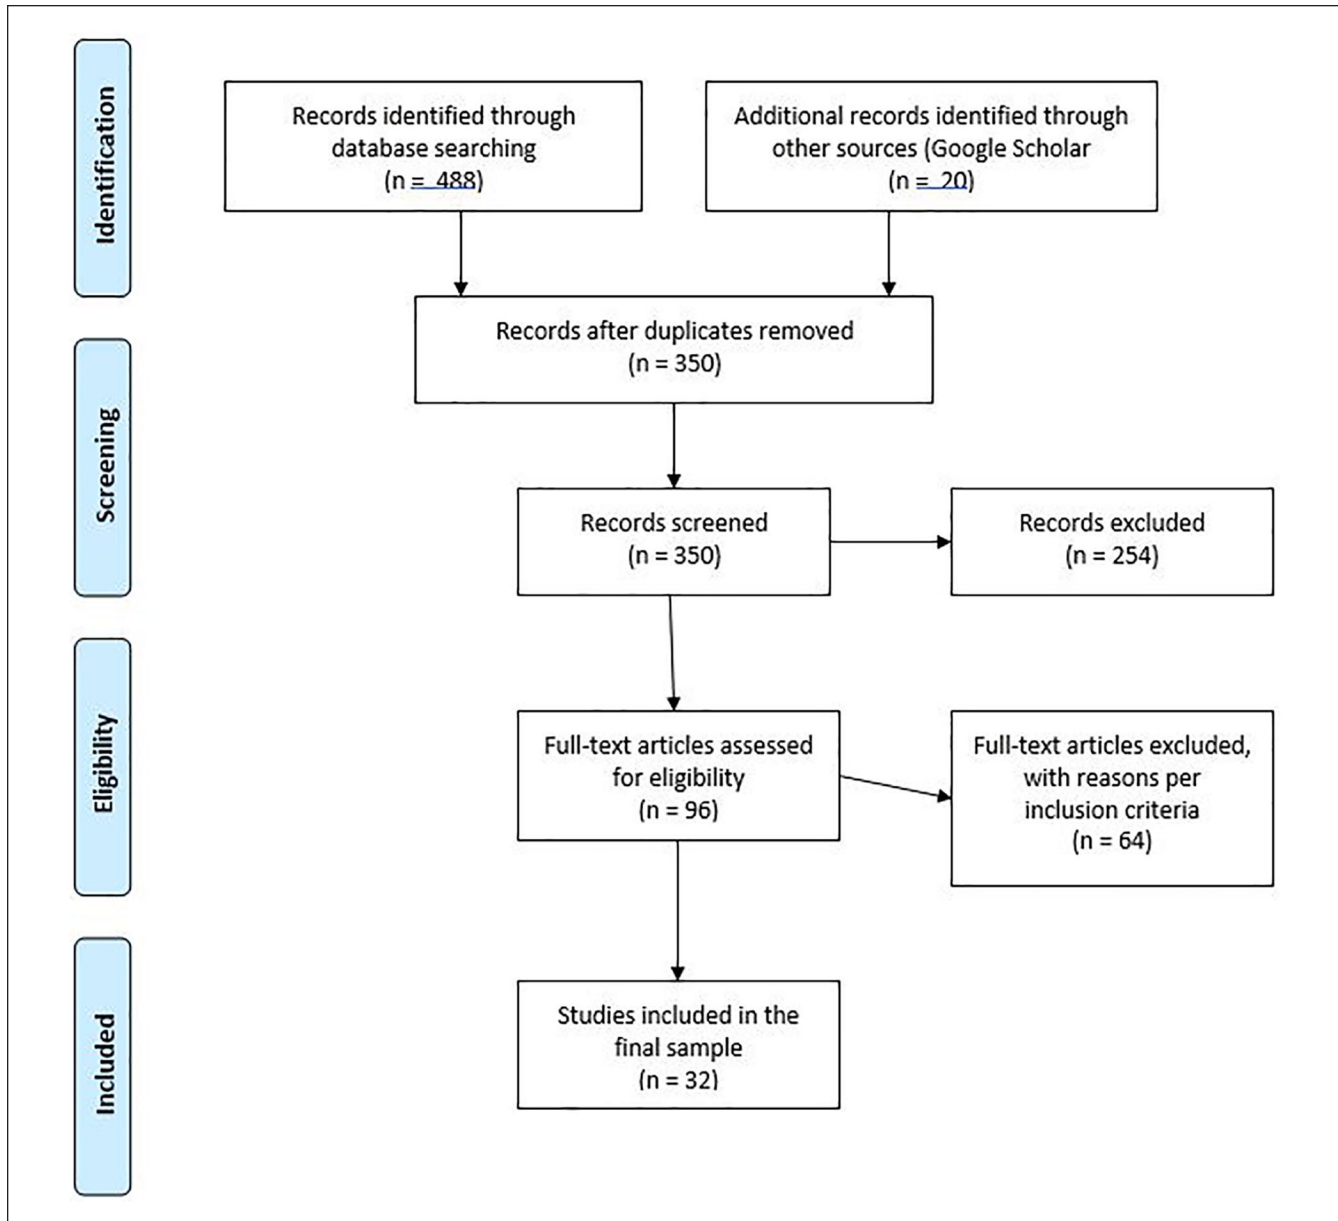 Identification
Records identified through
database searching
(n = 488)
Additional records identified through
other sources (Google Scholar
(n = 20)
Records after duplicates removed
(n = 350)
Screening
Records screened
(n = 350)
Records excluded
(n = 254)
Eligibility
Full-text articles assessed
for eligibility
(n = 96)
Full-text articles excluded,
with reasons per
inclusion criteria
(n = 64)
Included
Studies included in the
final sample
(n = 32)